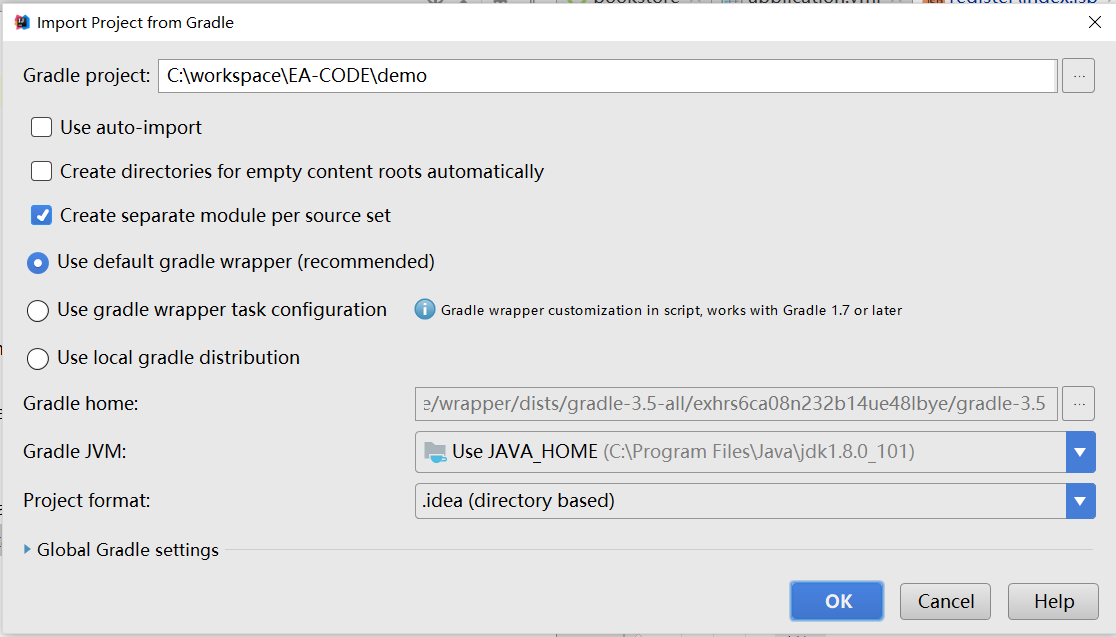 Import Project from Gradle
Gradle project: C:\workspace\EA-CODE\demo ...
Use auto-import
Create directories for empty content roots automatically
Create separate module per source set
Use default gradle wrapper (recommended)
Use gradle wrapper task configuration Gradle wrapper customization in script, works with Gradle 1.7 or later
Use local gradle distribution
Gradle home: e/wrapper/dists/gradle-3.5-all/exhrs6ca08n232b14ue48lbye/gradle-3.5 ...
Gradle JVM: Use JAVA_HOME (C:\Program Files\Java\jdk1.8.0_101)
Project format: .idea (directory based)
Global Gradle settings
OK Cancel Help